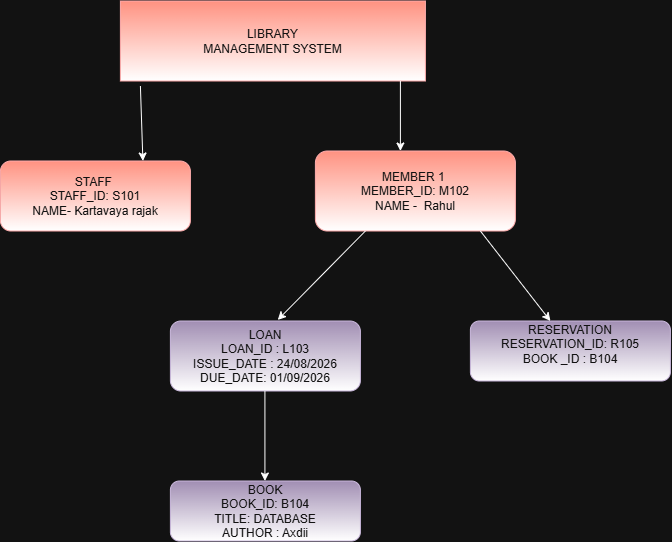 LIBRARY
MANAGEMENT SYSTEM
STAFF
STAFF_ID: S101
NAME- Kartavaya rajak
MEMBER 1
MEMBER_ID: M102
NAME - Rahul
LOAN
LOAN_ID : L103
ISSUE_DATE : 24/08/2026
DUE_DATE: 01/09/2026
RESERVATION
RESERVATION_ID: R105
BOOK _ID : B104
BOOK
BOOK_ID: B104
TITLE: DATABASE
AUTHOR : Axdii